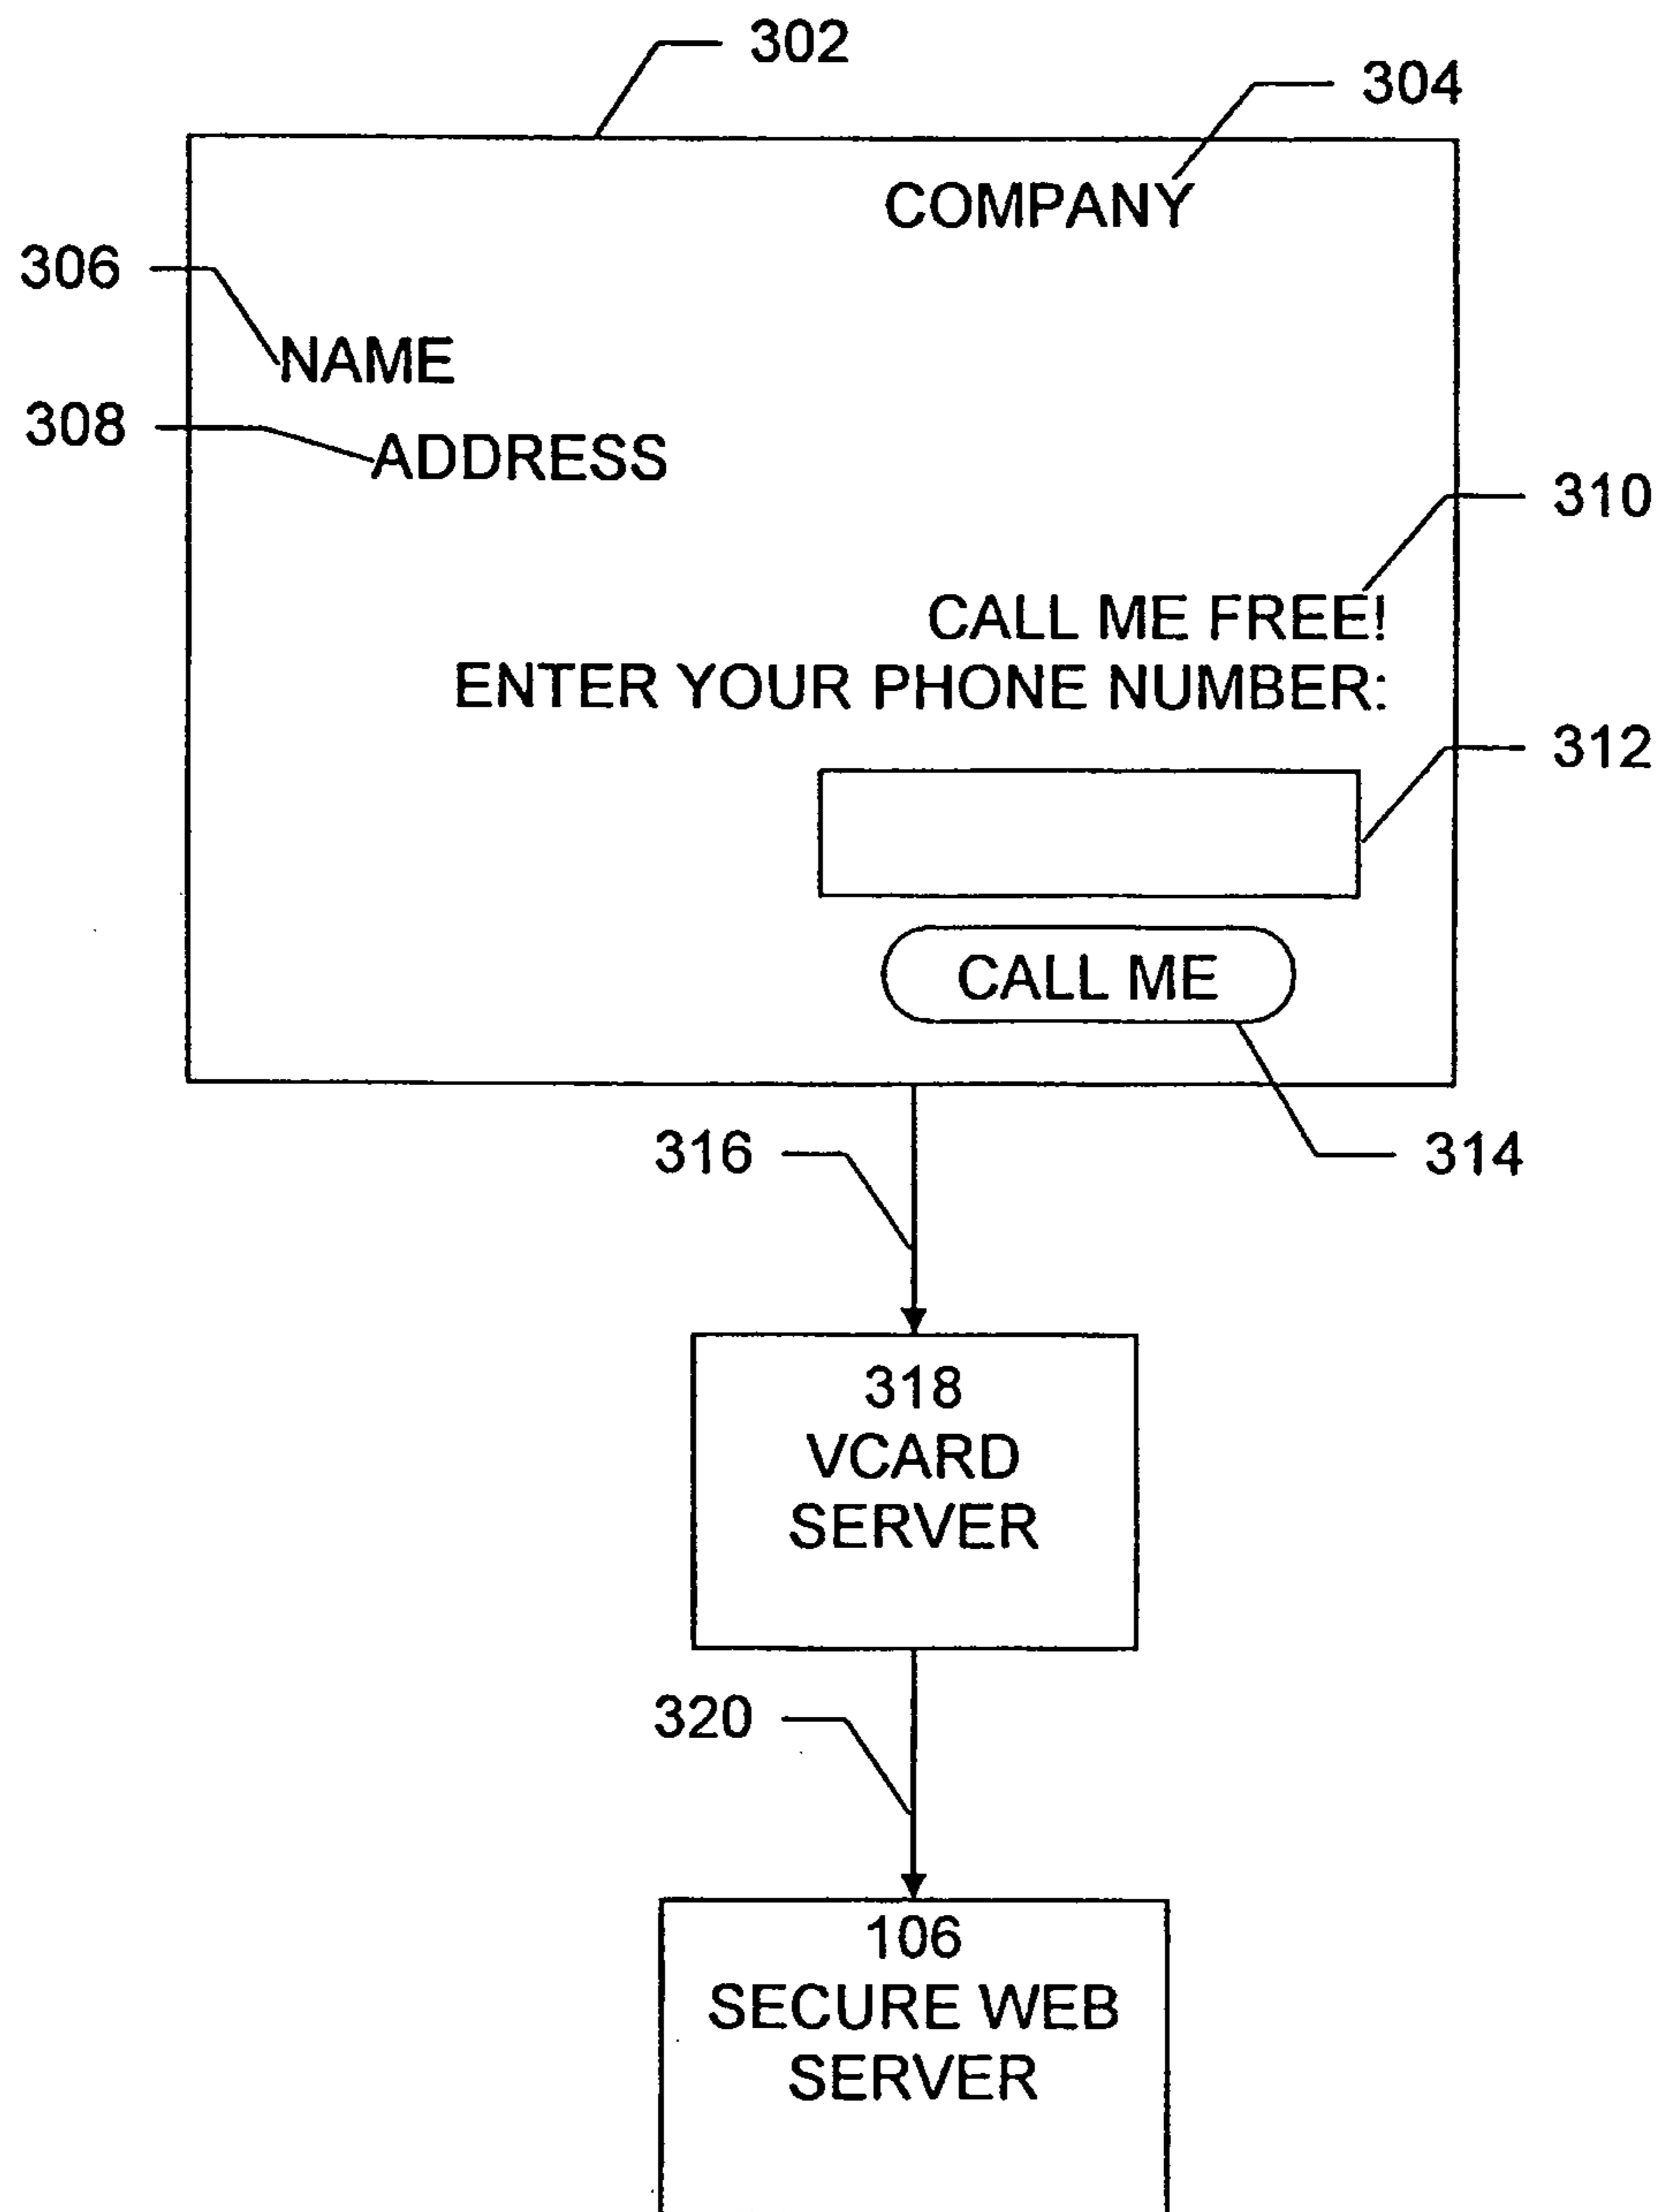 302
304
COMPANY
306
NAME
308
ADDRESS
310
CALL ME FREE!
ENTER YOUR PHONE NUMBER:
312
CALL ME
316
314
318
VCARD
SERVER
320
106
SECURE WEB
SERVER